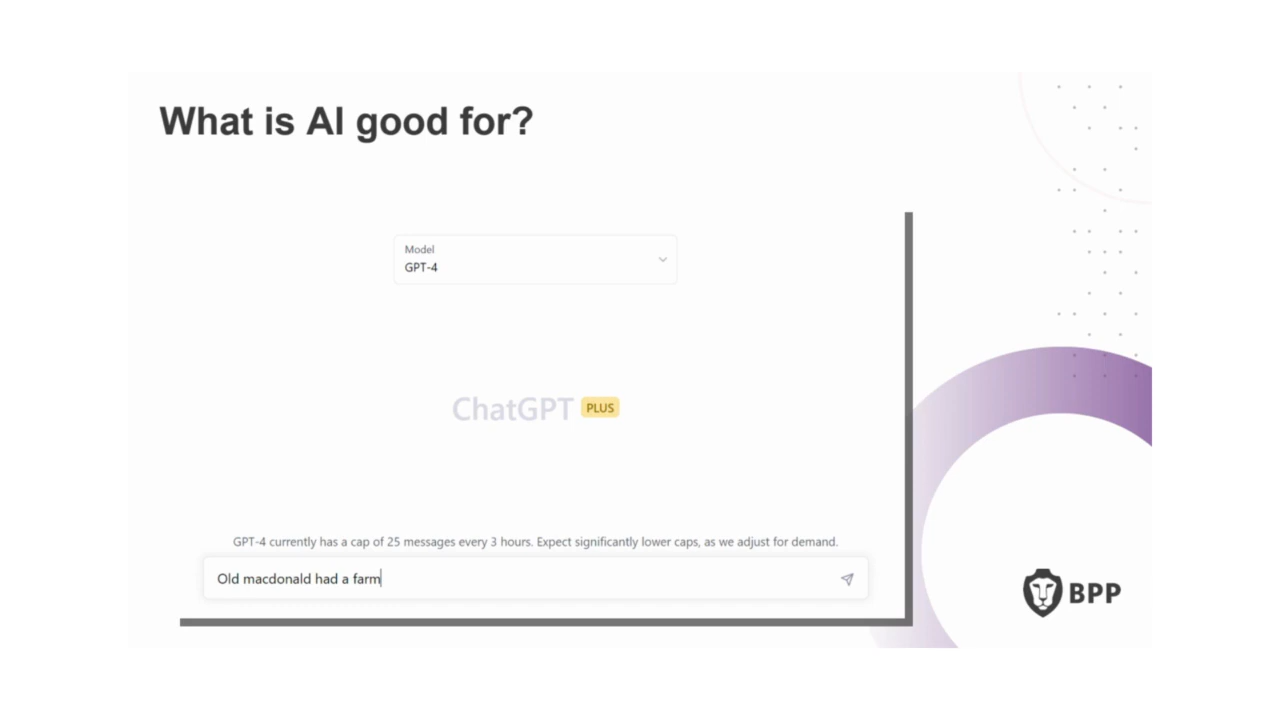 What is AI good for?
Model
GPT-4
ChatGPT PLUS
GPT-4 currently has a cap of 25 messages every 3 hours. Expect significantly lower caps, as we adjust for demand.
Old macdonald had a farm
BPP